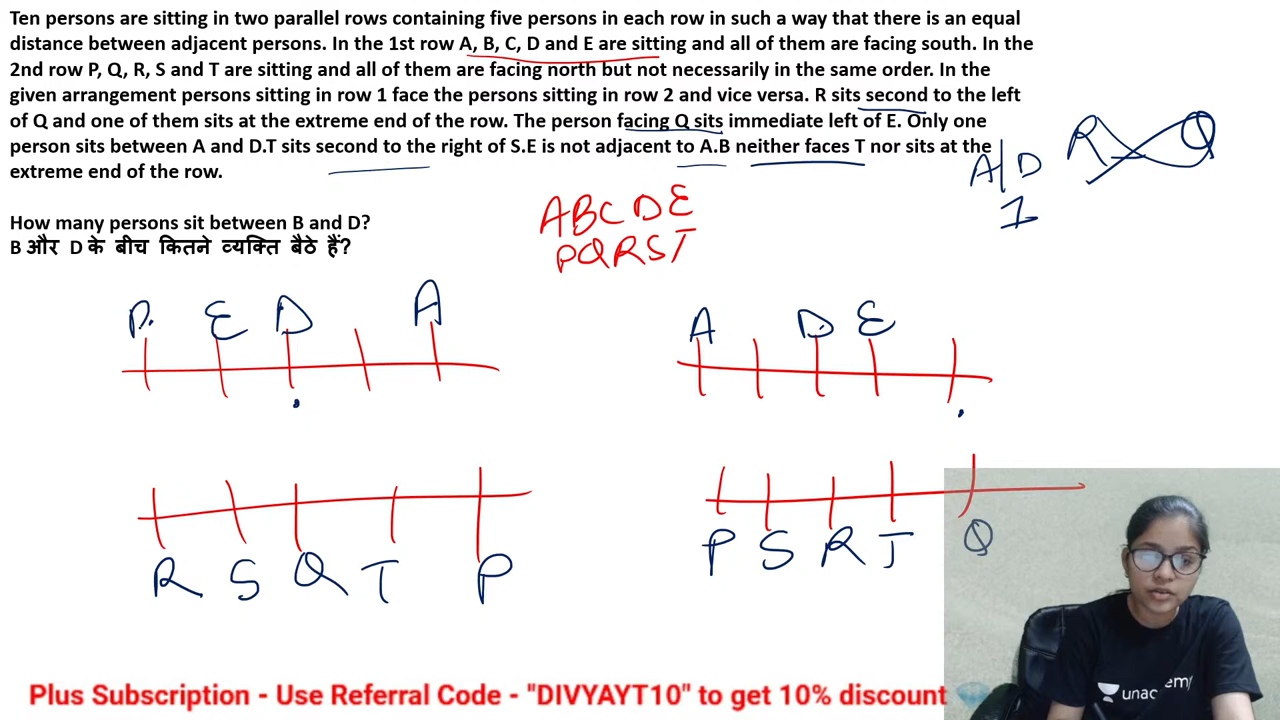 Ten persons are sitting in two parallel rows containing five persons in each row in such a way that there is an equal
distance between adjacent persons. In the 1st row A, B, C, D and E are sitting and all of them are facing south. In the
2nd row P, Q, R, S and T are sitting and all of them are facing north but not necessarily in the same order. In the
given arrangement persons sitting in row 1 face the persons sitting in row 2 and vice versa. R sits second to the left
of Q and one of them sits at the extreme end of the row. The person facing Q sits immediate left of E. Only one
person sits between A and D.T sits second to the right of S.E is not adjacent to A.B neither faces T nor sits at the
extreme end of the row.
A/D R Q
1
How many persons sit between B and D?
B और D के बीच कितने व्यक्ति बैठे हैं?
A B C D E
P Q R S T
E D A A D E
R S Q T P P S R T Q
unac emy
Plus Subscription - Use Referral Code - "DIVYAYT10" to get 10% discount